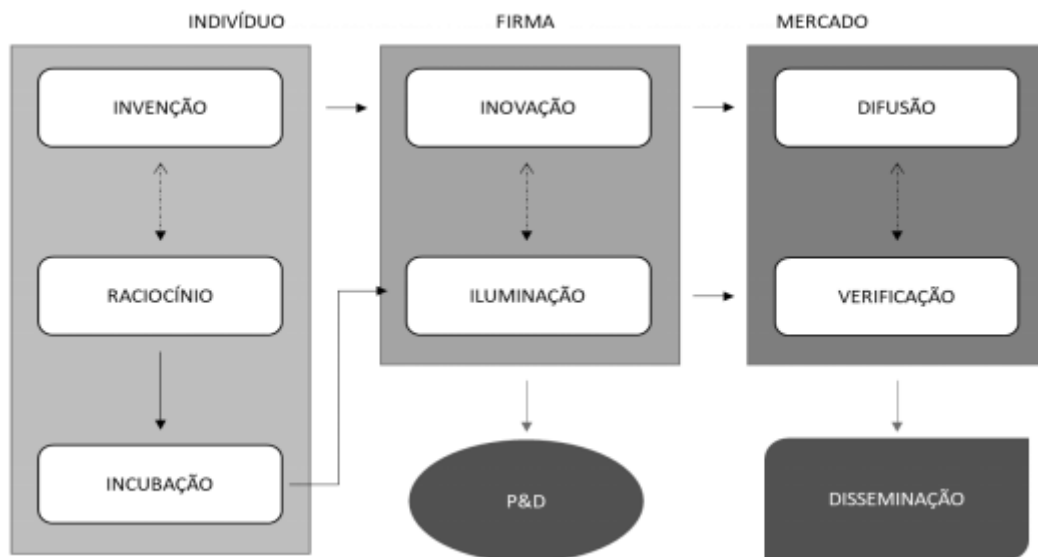 INDIVÍDUO
FIRMA
MERCADO
INVENÇÃO
INOVAÇÃO
DIFUSÃO
RACIOCÍNIO
ILUMINAÇÃO
VERIFICAÇÃO
INCUBAÇÃO
P&D
DISSEMINAÇÃO